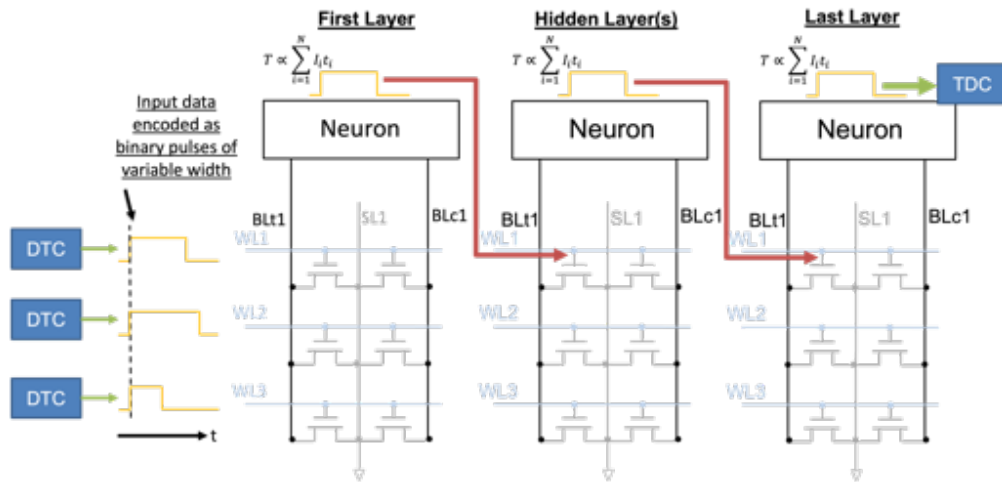 First Layer
Hidden Layer(s)
Last Layer
T ∝ ∑_{i=1}^{N} I_i t_i
T ∝ ∑_{i=1}^{N} I_i t_i
T ∝ ∑_{i=1}^{N} I_i t_i
TDC
Input data
encoded as
binary pulses of
variable width
Neuron
Neuron
Neuron
BLt1
SL1
BLc1
BLt1
SL1
BLc1
BLt1
SL1
BLc1
DTC
WL1
WL1
WL1
DTC
WL2
WL2
WL2
DTC
WL3
WL3
WL3
t